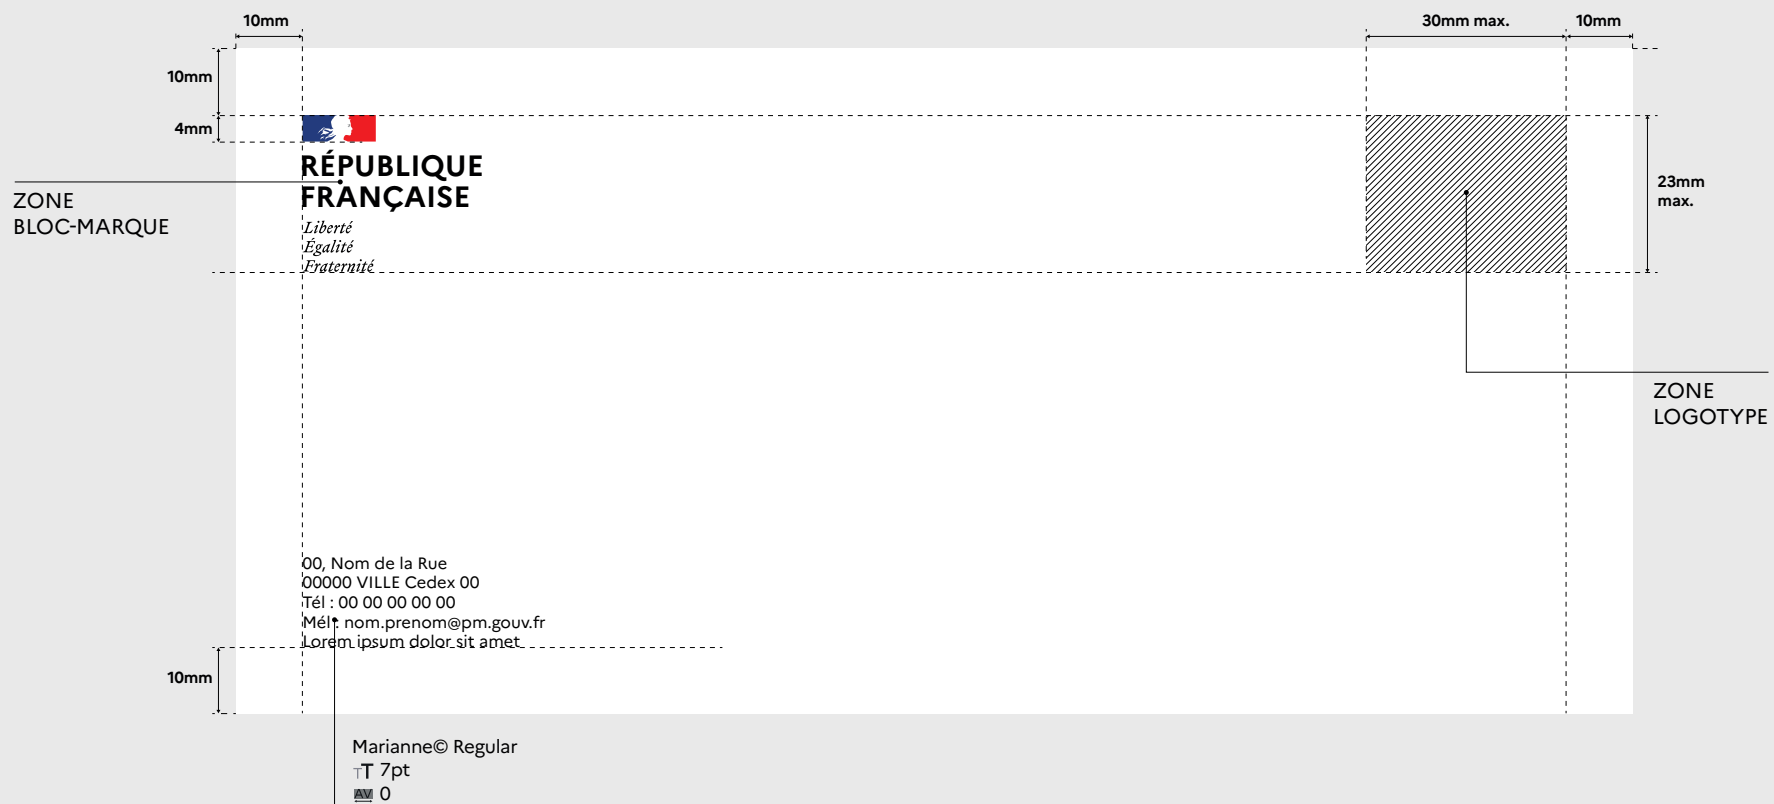 10mm
30mm max.
10mm
10mm
4mm
RÉPUBLIQUE
FRANÇAISE
Liberté
Égalité
Fraternité
ZONE
BLOC-MARQUE
23mm
max.
ZONE
LOGOTYPE
00, Nom de la Rue
00000 VILLE Cedex 00
Tél : 00 00 00 00 00
Mél : nom.prenom@pm.gouv.fr
Lorem ipsum dolor sit amet
10mm
Marianne© Regular
TT 7pt
AV 0